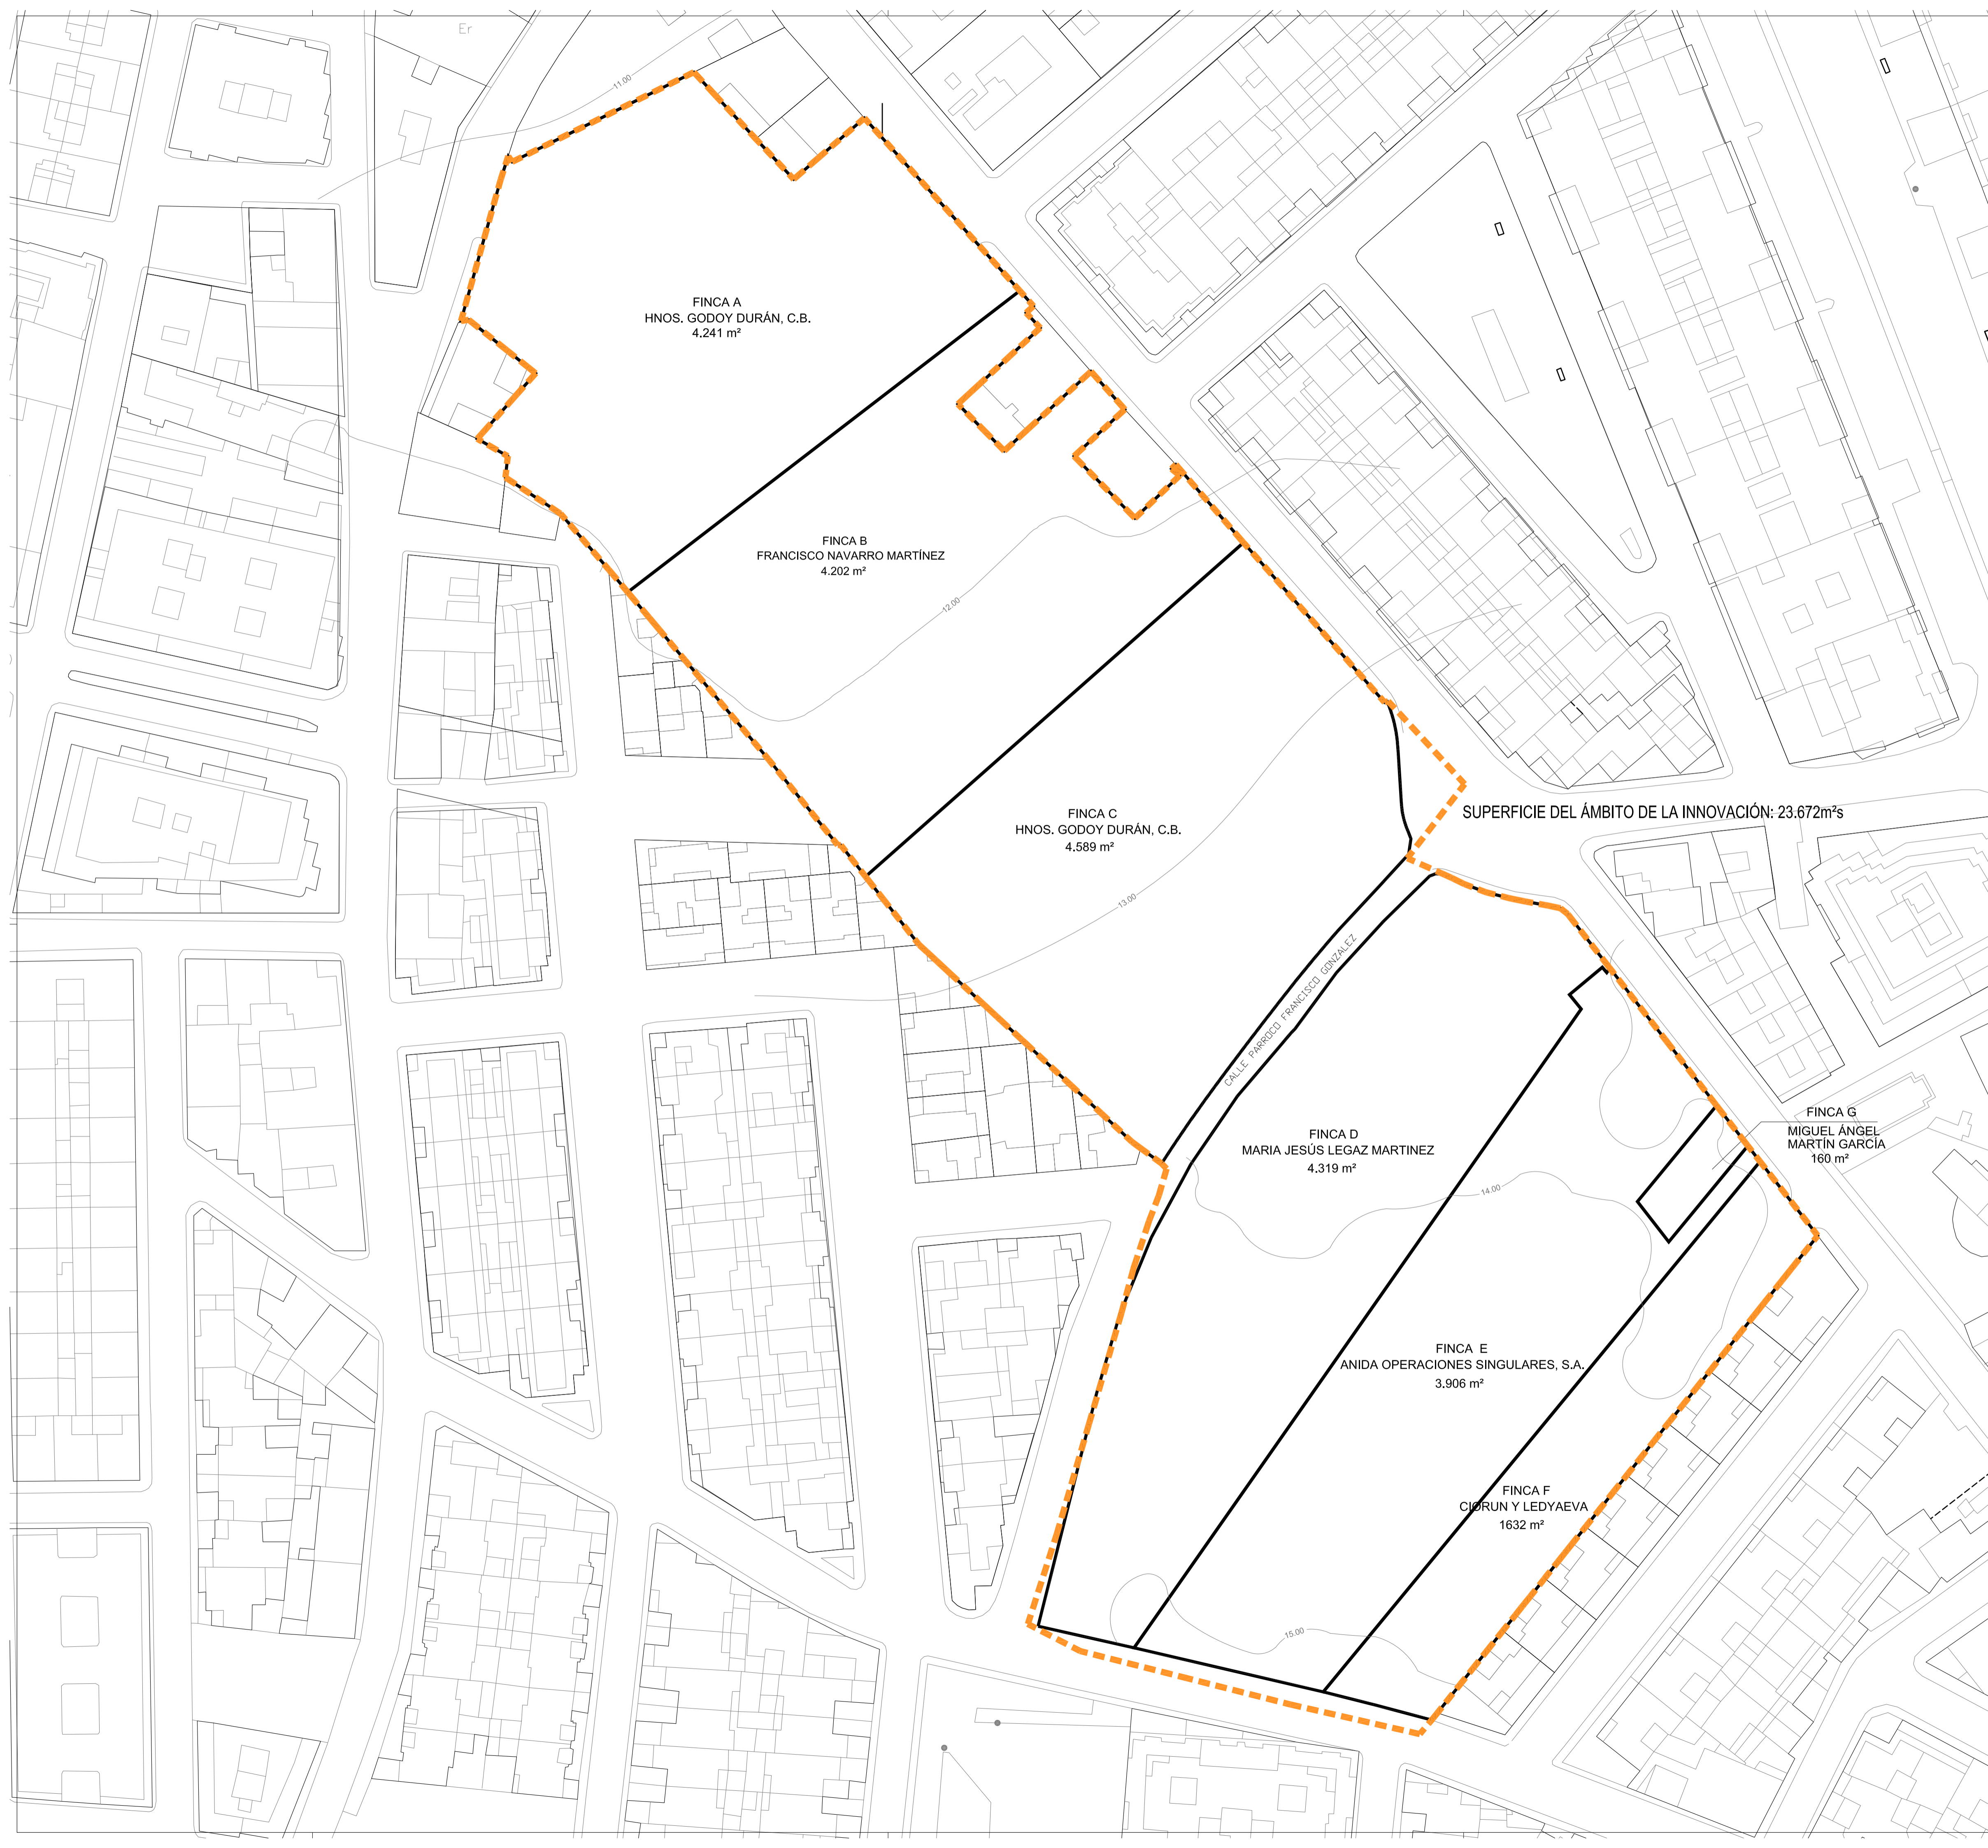 Er
11.00
FINCA A
HNOS. GODOY DURÁN, C.B.
4.241 m²
FINCA B
FRANCISCO NAVARRO MARTÍNEZ
4.202 m²
12.00
FINCA C
HNOS. GODOY DURÁN, C.B.
4.589 m²
SUPERFICIE DEL ÁMBITO DE LA INNOVACIÓN: 23.672m²s
13.00
CALLE PARROCO FRANCISCO GONZALEZ
FINCA D
MARIA JESÚS LEGAZ MARTINEZ
4.319 m²
FINCA G
MIGUEL ÁNGEL
MARTÍN GARCÍA
160 m²
14.00
FINCA E
ANIDA OPERACIONES SINGULARES, S.A.
3.906 m²
FINCA F
CIORUN Y LEDYAEVA
1632 m²
15.00